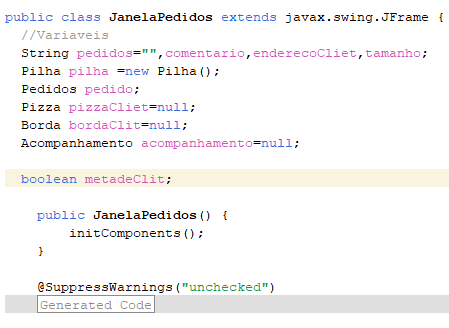 public class JanelaPedidos extends javax.swing.JFrame {
//Variaveis
String pedidos="",comentario,enderecoCliet,tamanho;
Pilha pilha =new Pilha();
Pedidos pedido;
Pizza pizzaCliet=null;
Borda bordaClit=null;
Acompanhamento acompanhamento=null;
boolean metadeClit;
public JanelaPedidos() {
initComponents();
}
@SuppressWarnings("unchecked")
Generated Code